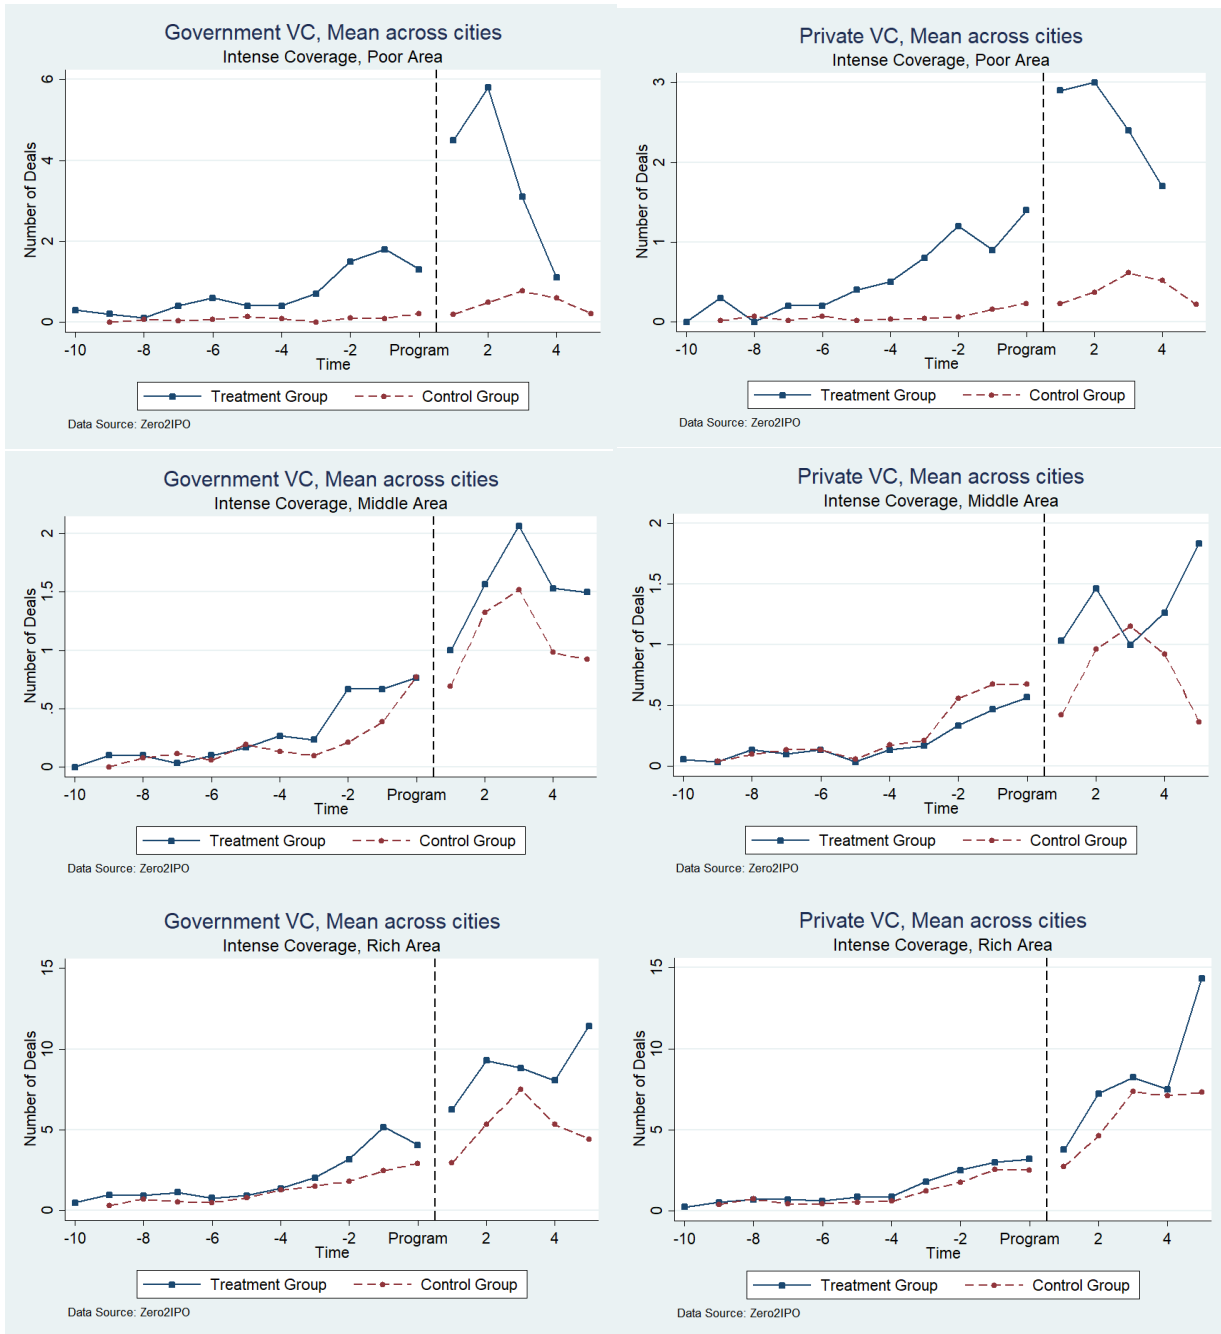 Government VC, Mean across cities
Intense Coverage, Poor Area
Number of Deals
6
4
2
0
-10 -8 -6 -4 -2 Program 2 4
Time
Treatment Group Control Group
Data Source: Zero2IPO
Private VC, Mean across cities
Intense Coverage, Poor Area
Number of Deals
3
2
1
0
-10 -8 -6 -4 -2 Program 2 4
Time
Treatment Group Control Group
Data Source: Zero2IPO
Government VC, Mean across cities
Intense Coverage, Middle Area
Number of Deals
2
1.5
1
.5
0
-10 -8 -6 -4 -2 Program 2 4
Time
Treatment Group Control Group
Data Source: Zero2IPO
Private VC, Mean across cities
Intense Coverage, Middle Area
Number of Deals
2
1.5
1
.5
0
-10 -8 -6 -4 -2 Program 2 4
Time
Treatment Group Control Group
Data Source: Zero2IPO
Government VC, Mean across cities
Intense Coverage, Rich Area
Number of Deals
15
10
5
0
-10 -8 -6 -4 -2 Program 2 4
Time
Treatment Group Control Group
Data Source: Zero2IPO
Private VC, Mean across cities
Intense Coverage, Rich Area
Number of Deals
15
10
5
0
-10 -8 -6 -4 -2 Program 2 4
Time
Treatment Group Control Group
Data Source: Zero2IPO